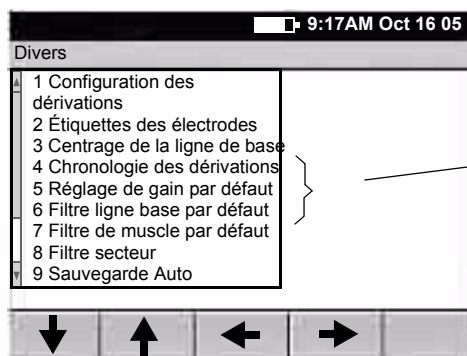 9:17AM Oct 16 05
Divers
1 Configuration des
dérivations
2 Étiquettes des électrodes
3 Centrage de la ligne de base
4 Chronologie des dérivations
5 Réglage de gain par défaut
6 Filtre ligne base par défaut
7 Filtre de muscle par défaut
8 Filtre secteur
9 Sauvegarde Auto